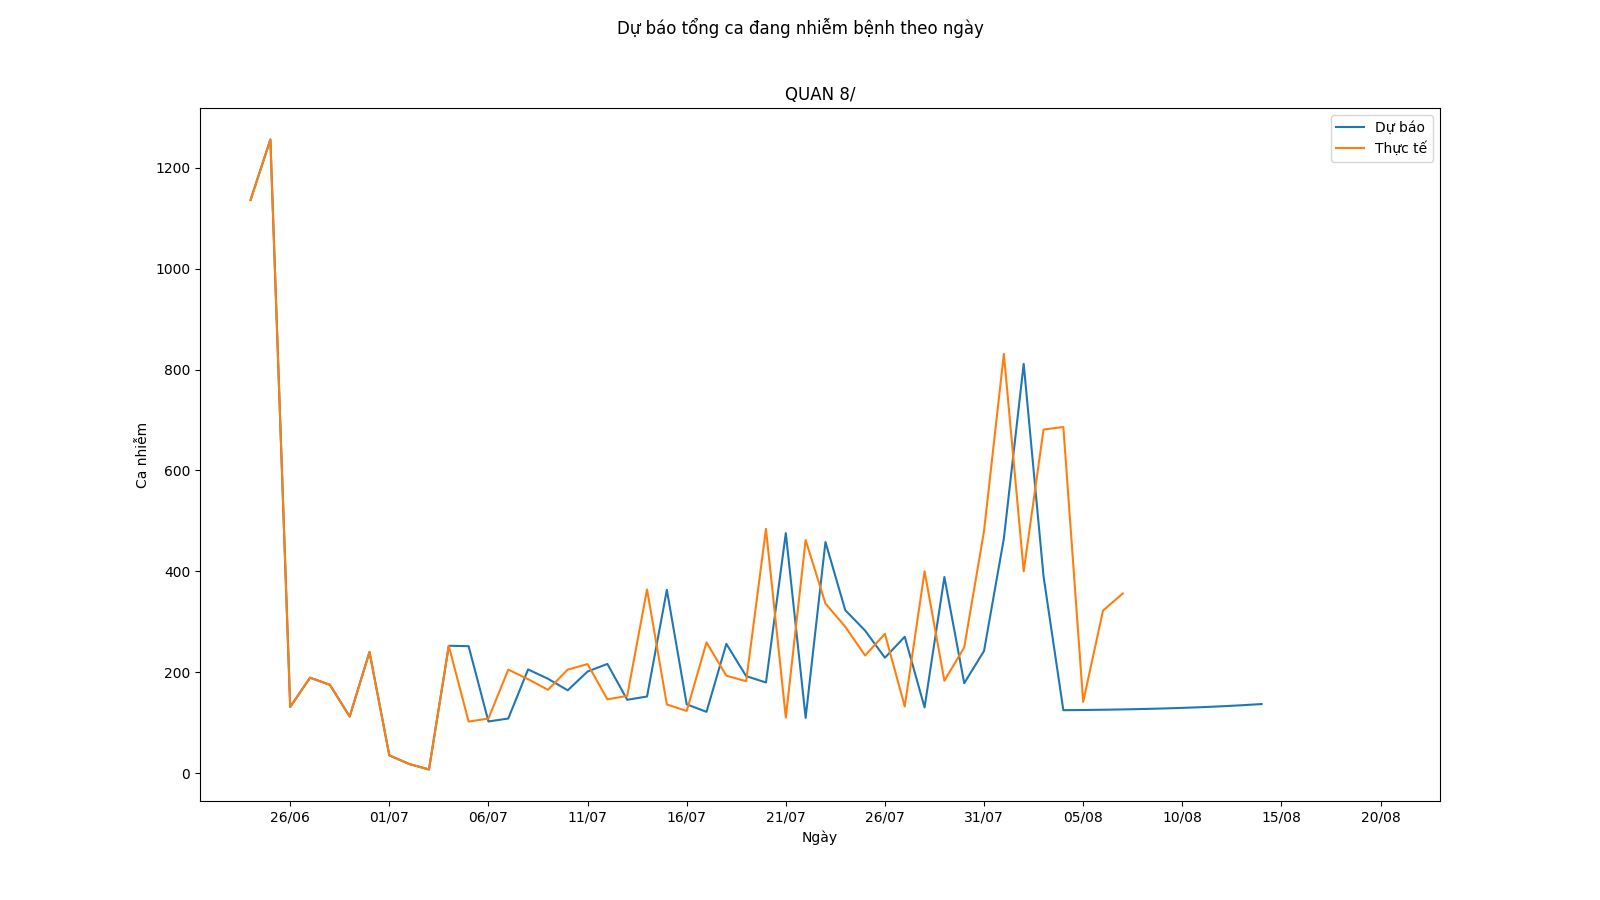 Dự báo tổng ca đang nhiễm bệnh theo ngày
QUAN 8/
Dự báo
Thực tế
1200
1000
800
600
400
200
0
Ca nhiễm
26/06 01/07 06/07 11/07 16/07 21/07 26/07 31/07 05/08 10/08 15/08 20/08
Ngày